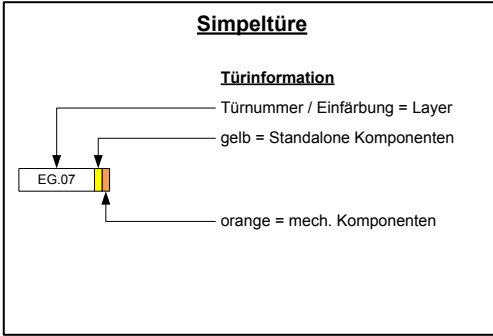 Simpeltüre
Türinformation
Türnummer / Einfärbung = Layer
gelb = Standalone Komponenten
EG.07
orange = mech. Komponenten